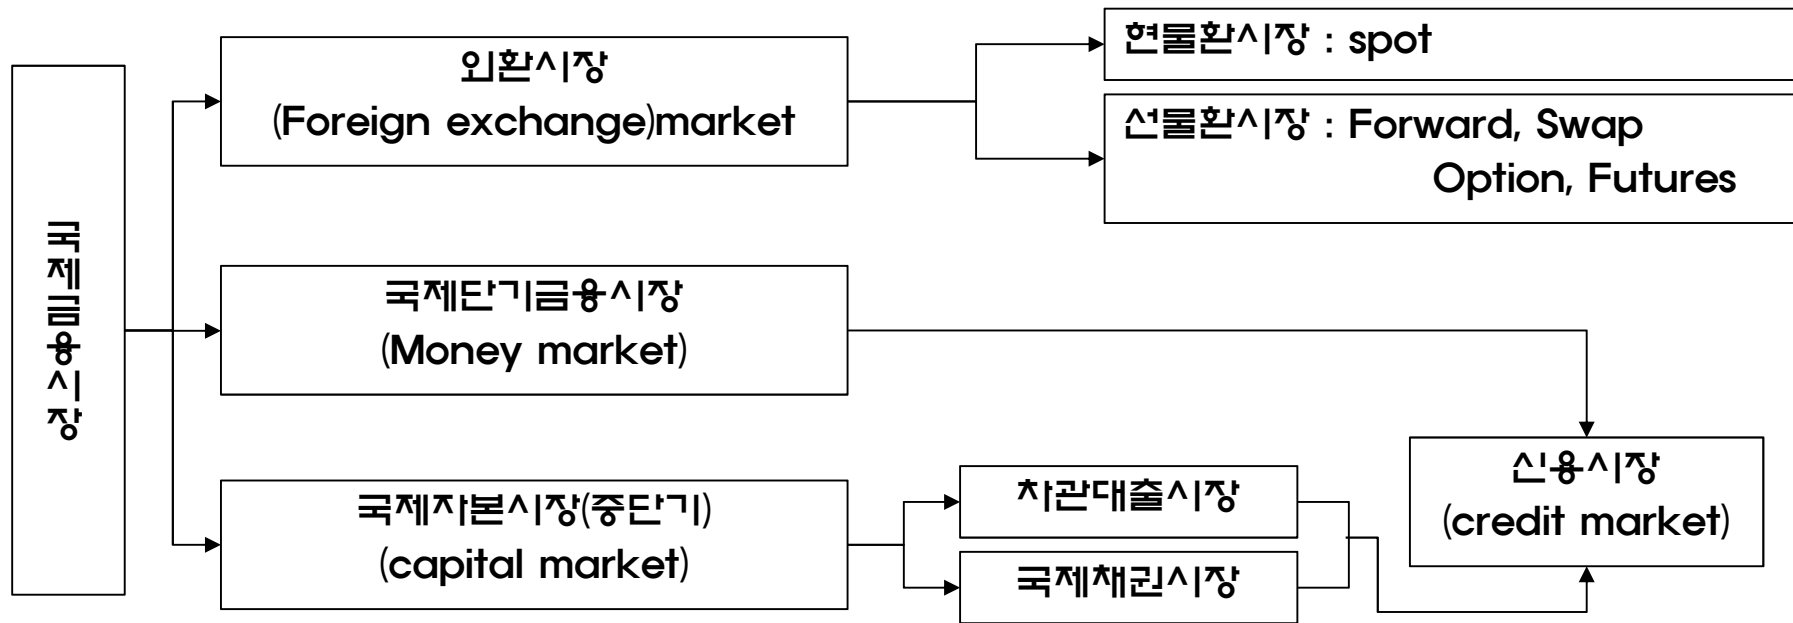 국제금융시장
외환시장
(Foreign exchange)market
현물환시장 : spot
선물환시장 : Forward, Swap
Option, Futures
국제단기금융시장
(Money market)
국제자본시장(중단기)
(capital market)
차관대출시장
국제채권시장
신용시장
(credit market)